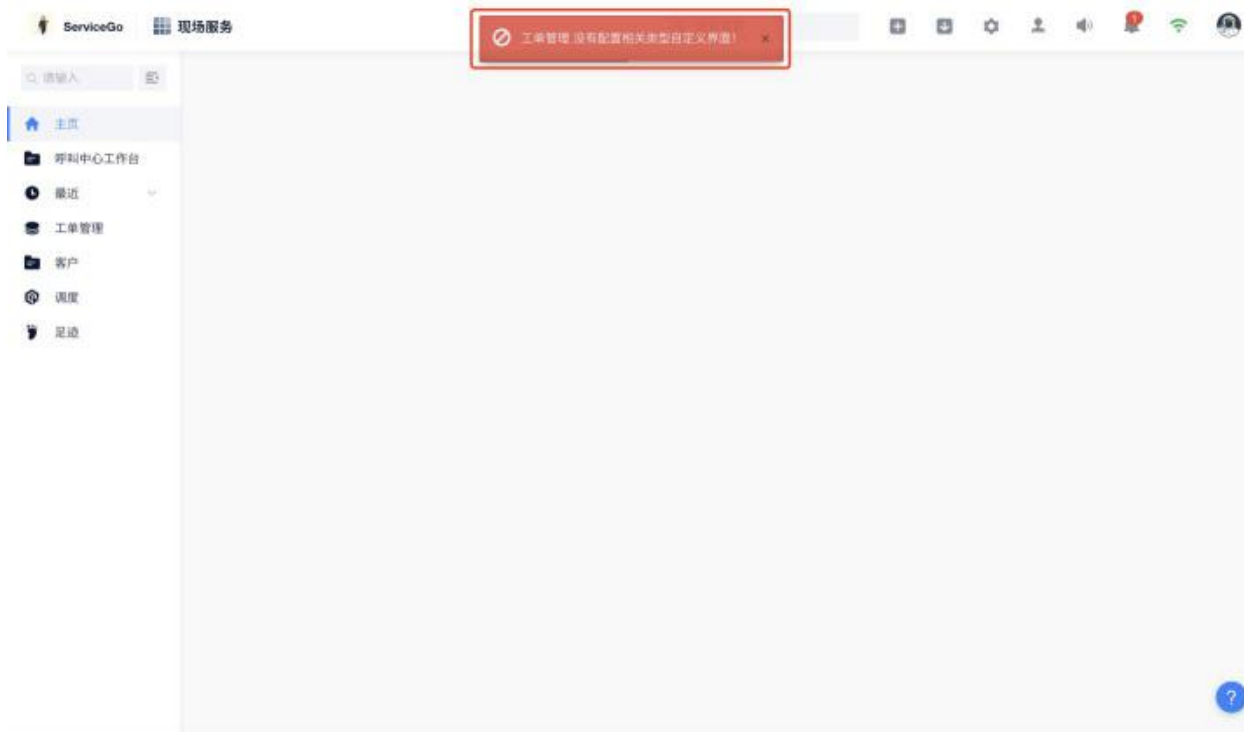 ServiceGo
现场服务
工单管理 没有配置相关类型自定义界面！
1
请输入
主页
呼叫中心工作台
最近
工单管理
客户
调度
足迹
?